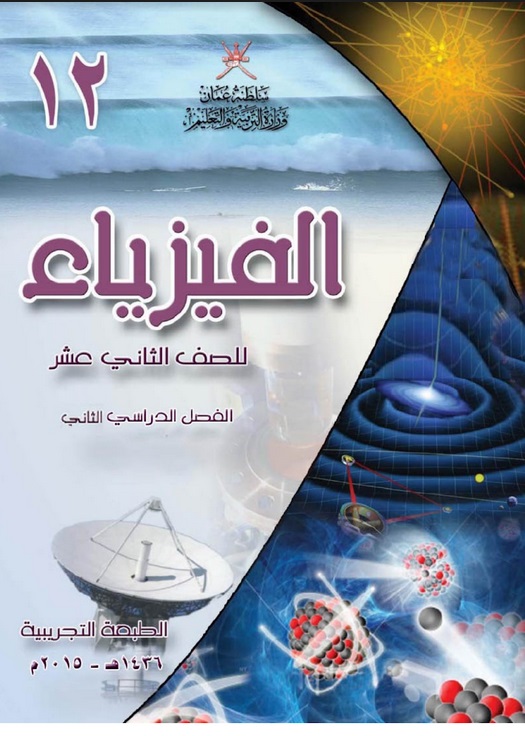 ١٢
سلطنة عمان
وزارة التربية والتعليم
الفيزياء
للصف الثاني عشر
الفصل الدراسي الثاني
الطبعة التجريبية
١٤٣٦هـ - ٢٠١٥م